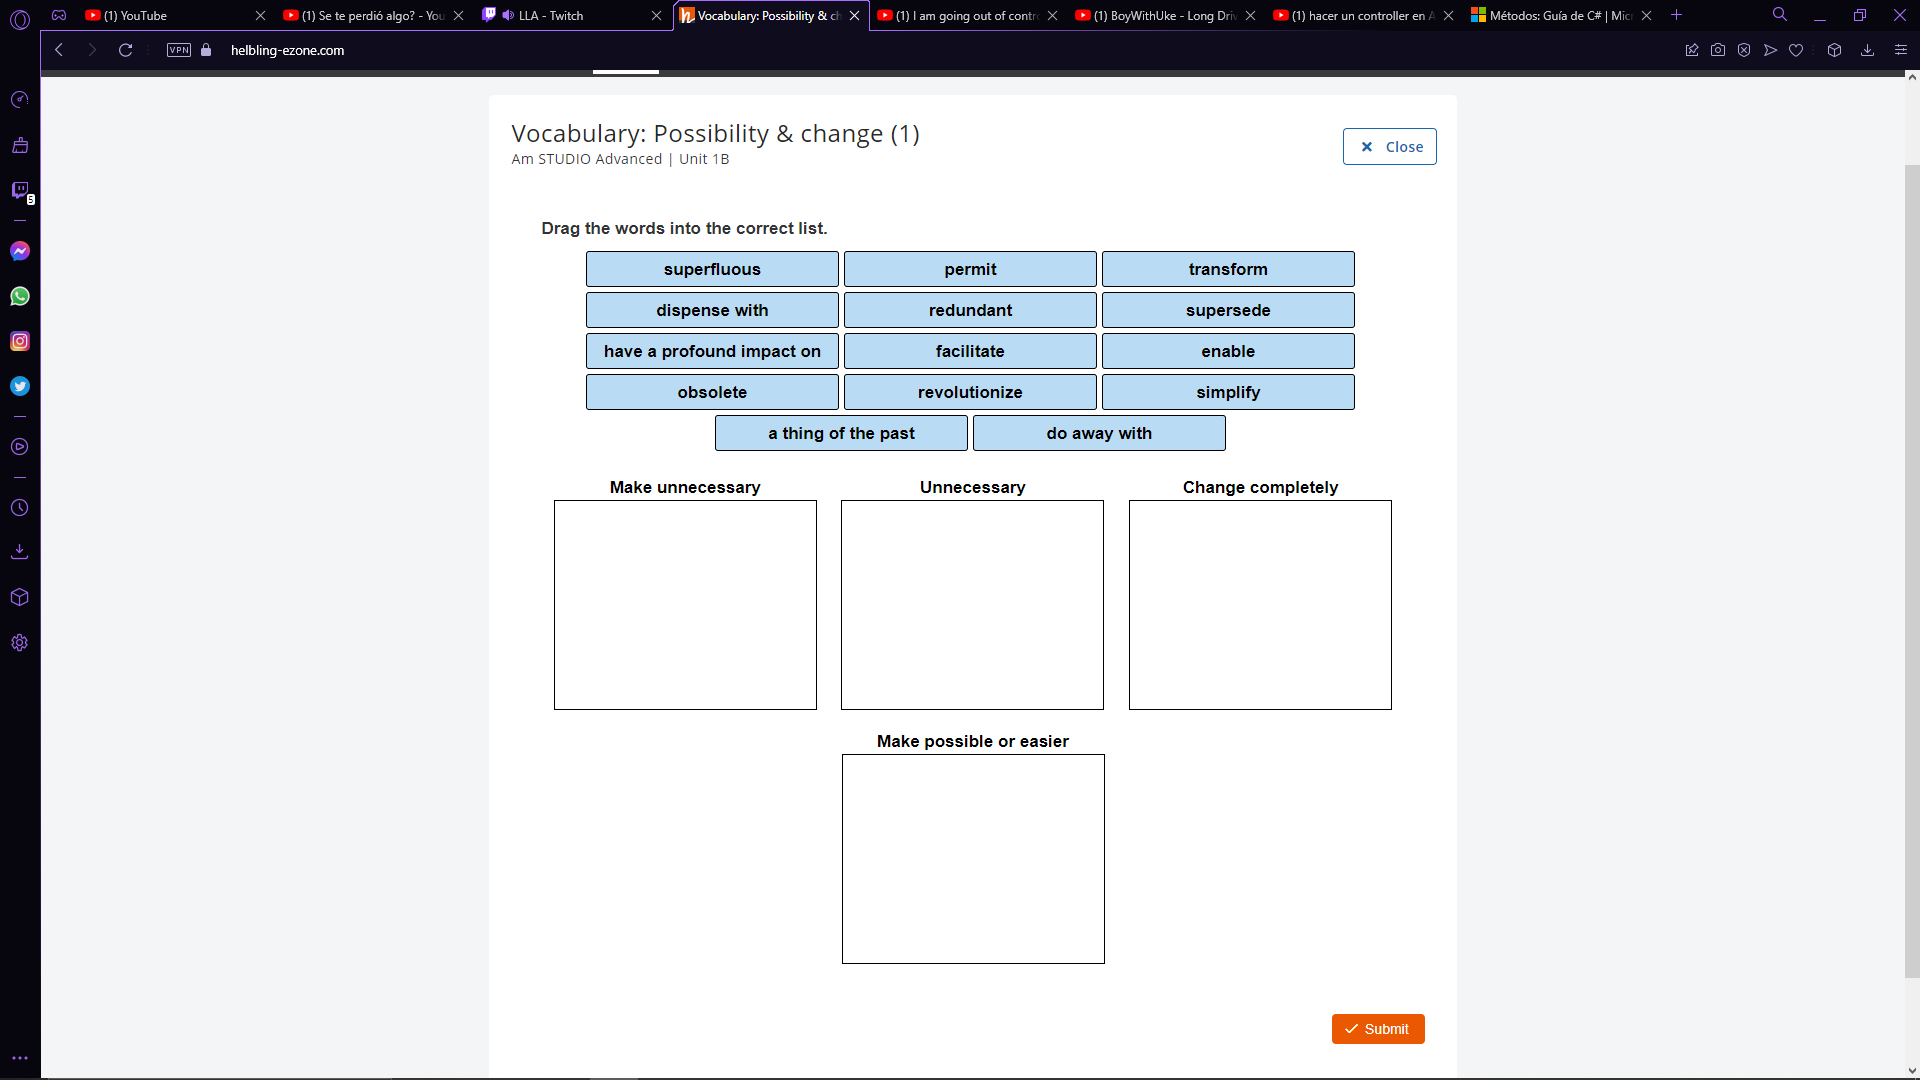 (1) YouTube
(1) Se te perdió algo? - You
LLA - Twitch
Vocabulary: Possibility & ch
(1) I am going out of contro
(1) BoyWithUke - Long Driv
(1) hacer un controller en A
Métodos: Guía de C# | Micr
VPN
helbling-ezone.com
5
Vocabulary: Possibility & change (1)
Am STUDIO Advanced | Unit 1B
Close
Drag the words into the correct list.
superfluous permit transform
dispense with redundant supersede
have a profound impact on facilitate enable
obsolete revolutionize simplify
a thing of the past do away with
Make unnecessary Unnecessary Change completely
Make possible or easier
Submit